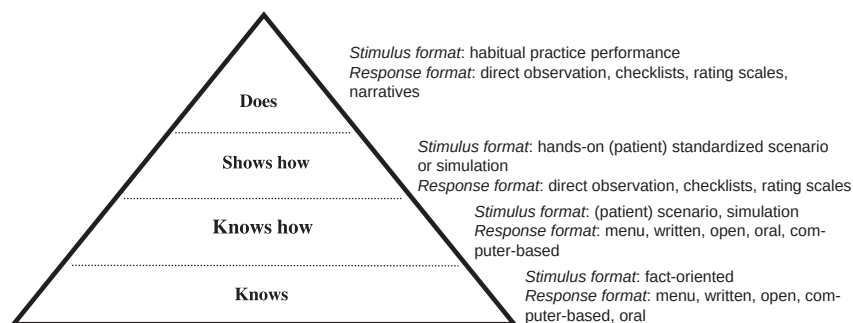 Stimulus format: habitual practice performance
Response format: direct observation, checklists, rating scales,
narratives
Does
Stimulus format: hands-on (patient) standardized scenario
or simulation
Response format: direct observation, checklists, rating scales
Shows how
Stimulus format: (patient) scenario, simulation
Response format: menu, written, open, oral, com-
puter-based
Knows how
Stimulus format: fact-oriented
Response format: menu, written, open, com-
puter-based, oral
Knows